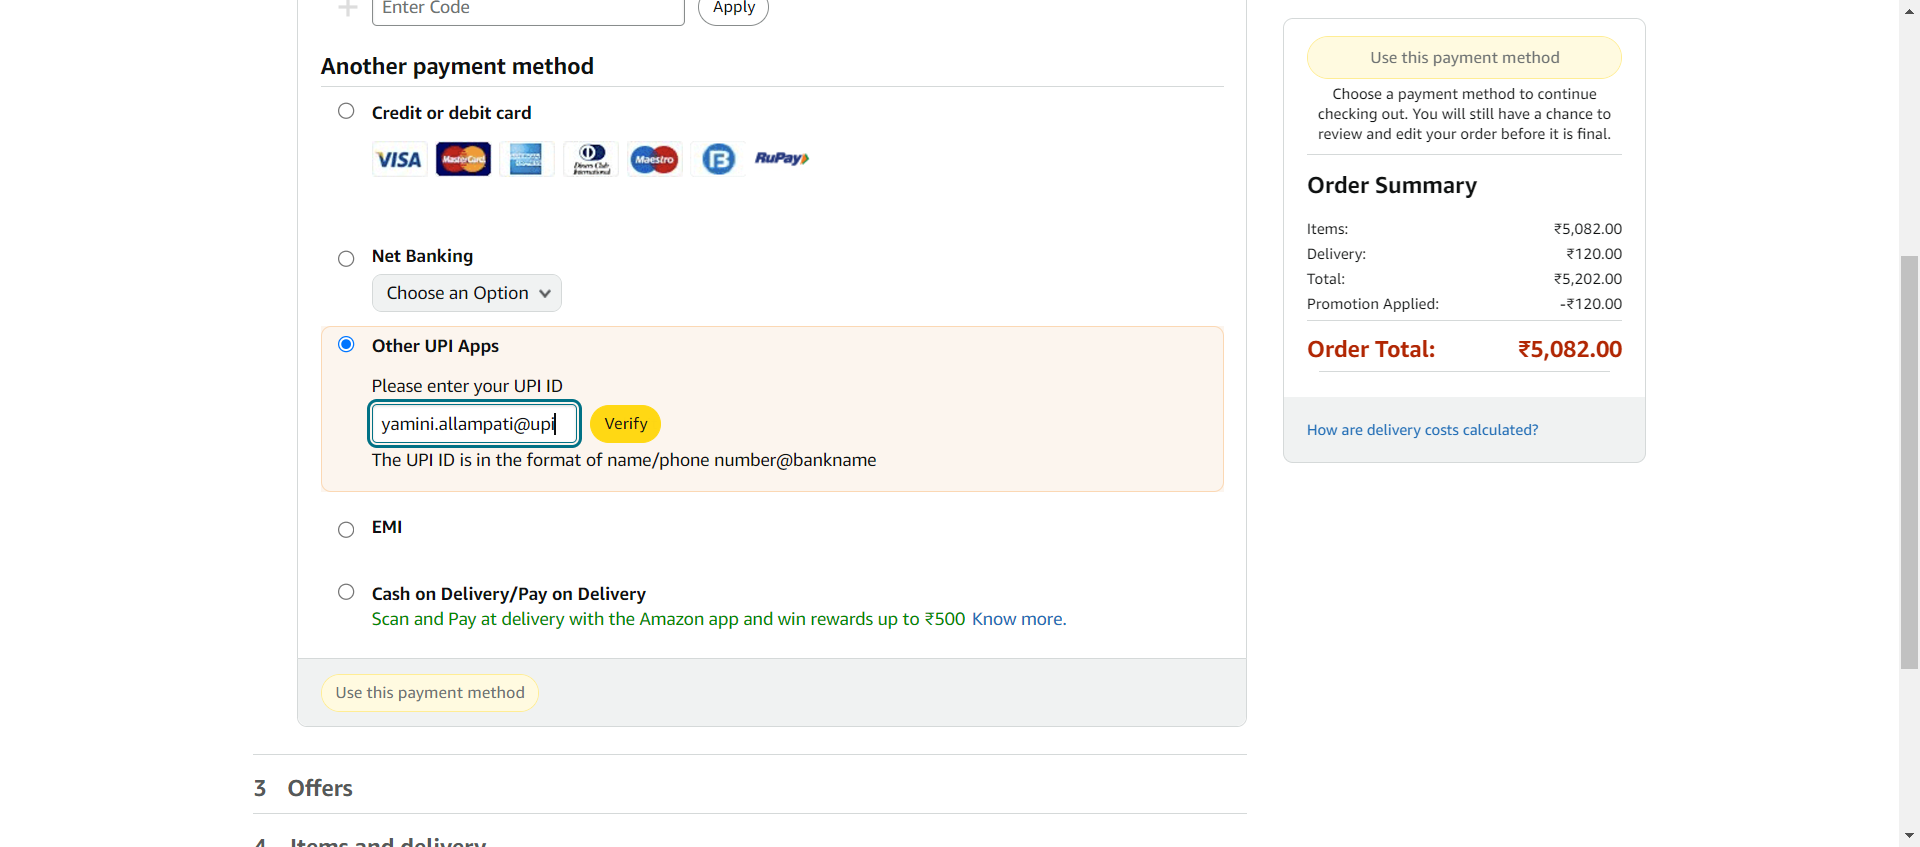 Enter Code
Apply
Another payment method
Credit or debit card
VISA MasterCard AMERICAN EXPRESS Diners Club International Maestro B RuPay
Net Banking
Choose an Option
Other UPI Apps
Please enter your UPI ID
yamini.allampati@upi
Verify
The UPI ID is in the format of name/phone number@bankname
EMI
Cash on Delivery/Pay on Delivery
Scan and Pay at delivery with the Amazon app and win rewards up to ₹500 Know more.
Use this payment method
3 Offers
4 Items and delivery
Use this payment method
Choose a payment method to continue
checking out. You will still have a chance to
review and edit your order before it is final.
Order Summary
Items: ₹5,082.00
Delivery: ₹120.00
Total: ₹5,202.00
Promotion Applied: -₹120.00
Order Total: ₹5,082.00
How are delivery costs calculated?